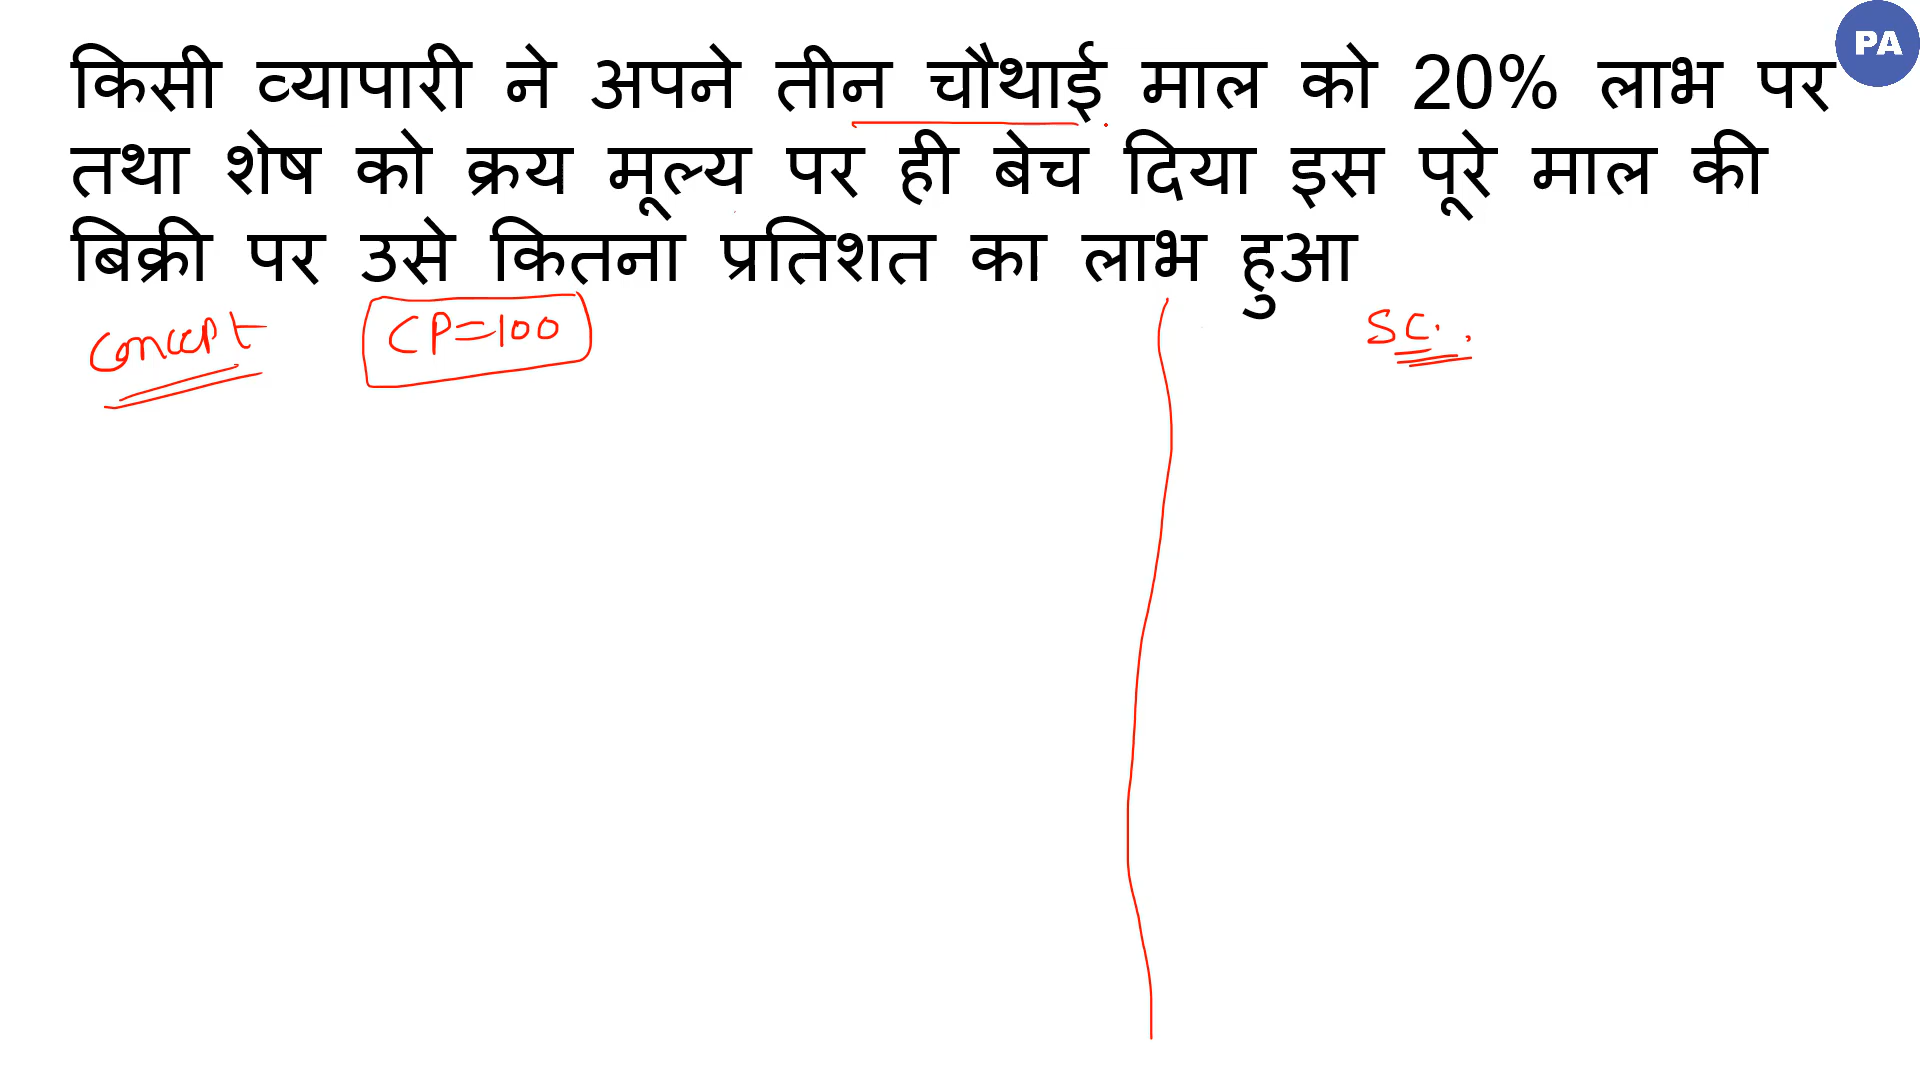 PA
किसी व्यापारी ने अपने तीन चौथाई माल को 20% लाभ पर
तथा शेष को क्रय मूल्य पर ही बेच दिया इस पूरे माल की
बिक्री पर उसे कितना प्रतिशत का लाभ हुआ
Concept CP=100 SC.